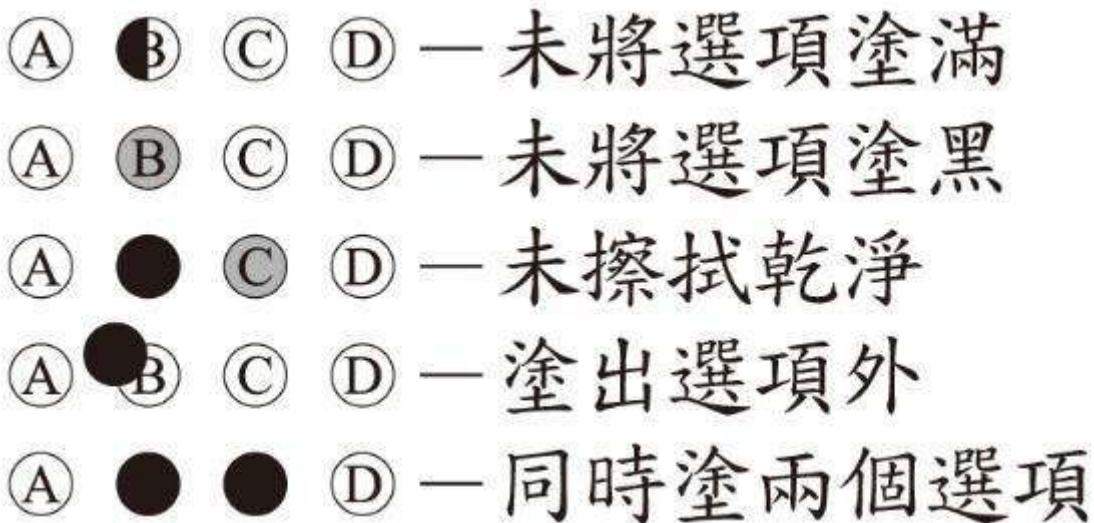 Ⓐ Ⓑ Ⓒ Ⓓ — 未將選項塗滿
Ⓐ Ⓑ Ⓒ Ⓓ — 未將選項塗黑
Ⓐ ● Ⓒ Ⓓ — 未擦拭乾淨
Ⓐ Ⓑ Ⓒ Ⓓ — 塗出選項外
Ⓐ ● ● Ⓓ — 同時塗兩個選項